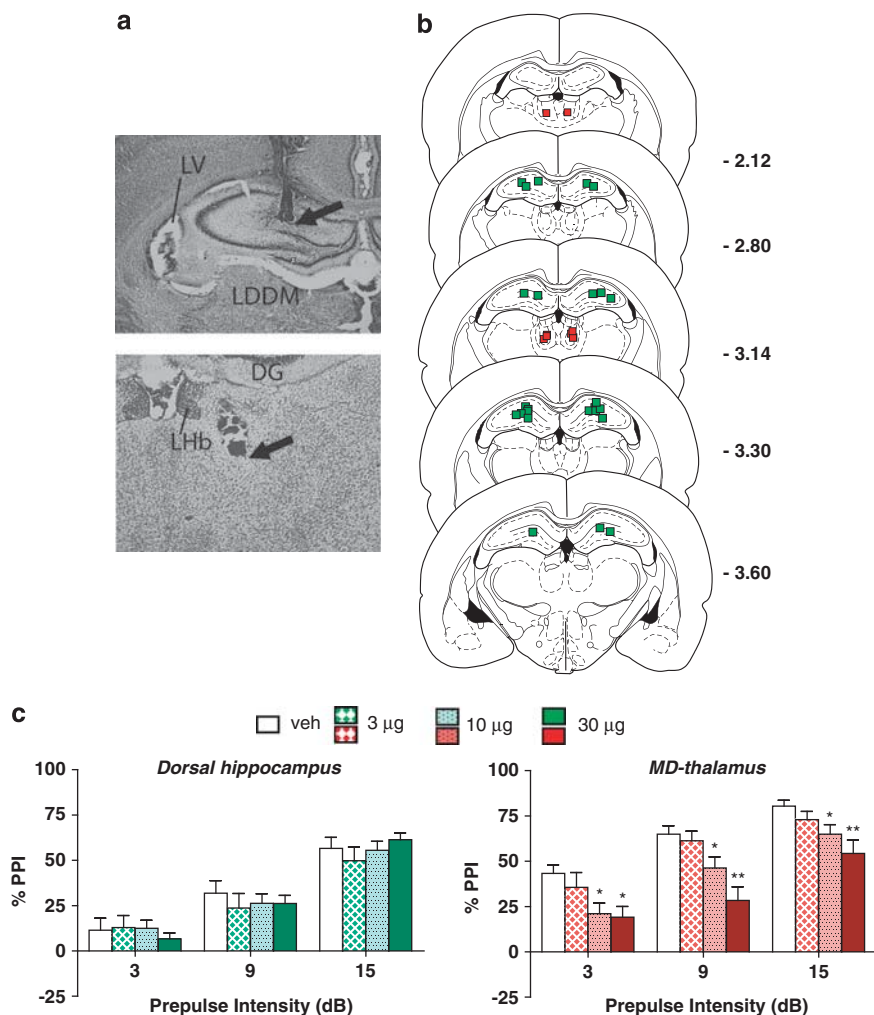 a
b
LV
LDDM
DG
LHb
- 2.12
- 2.80
- 3.14
- 3.30
- 3.60
c
veh 3 µg 10 µg 30 µg
Dorsal hippocampus
100
75
50
25
0
-25
% PPI
3 9 15
Prepulse Intensity (dB)
MD-thalamus
100
75
50
25
0
-25
% PPI
* * * ** * **
3 9 15
Prepulse Intensity (dB)